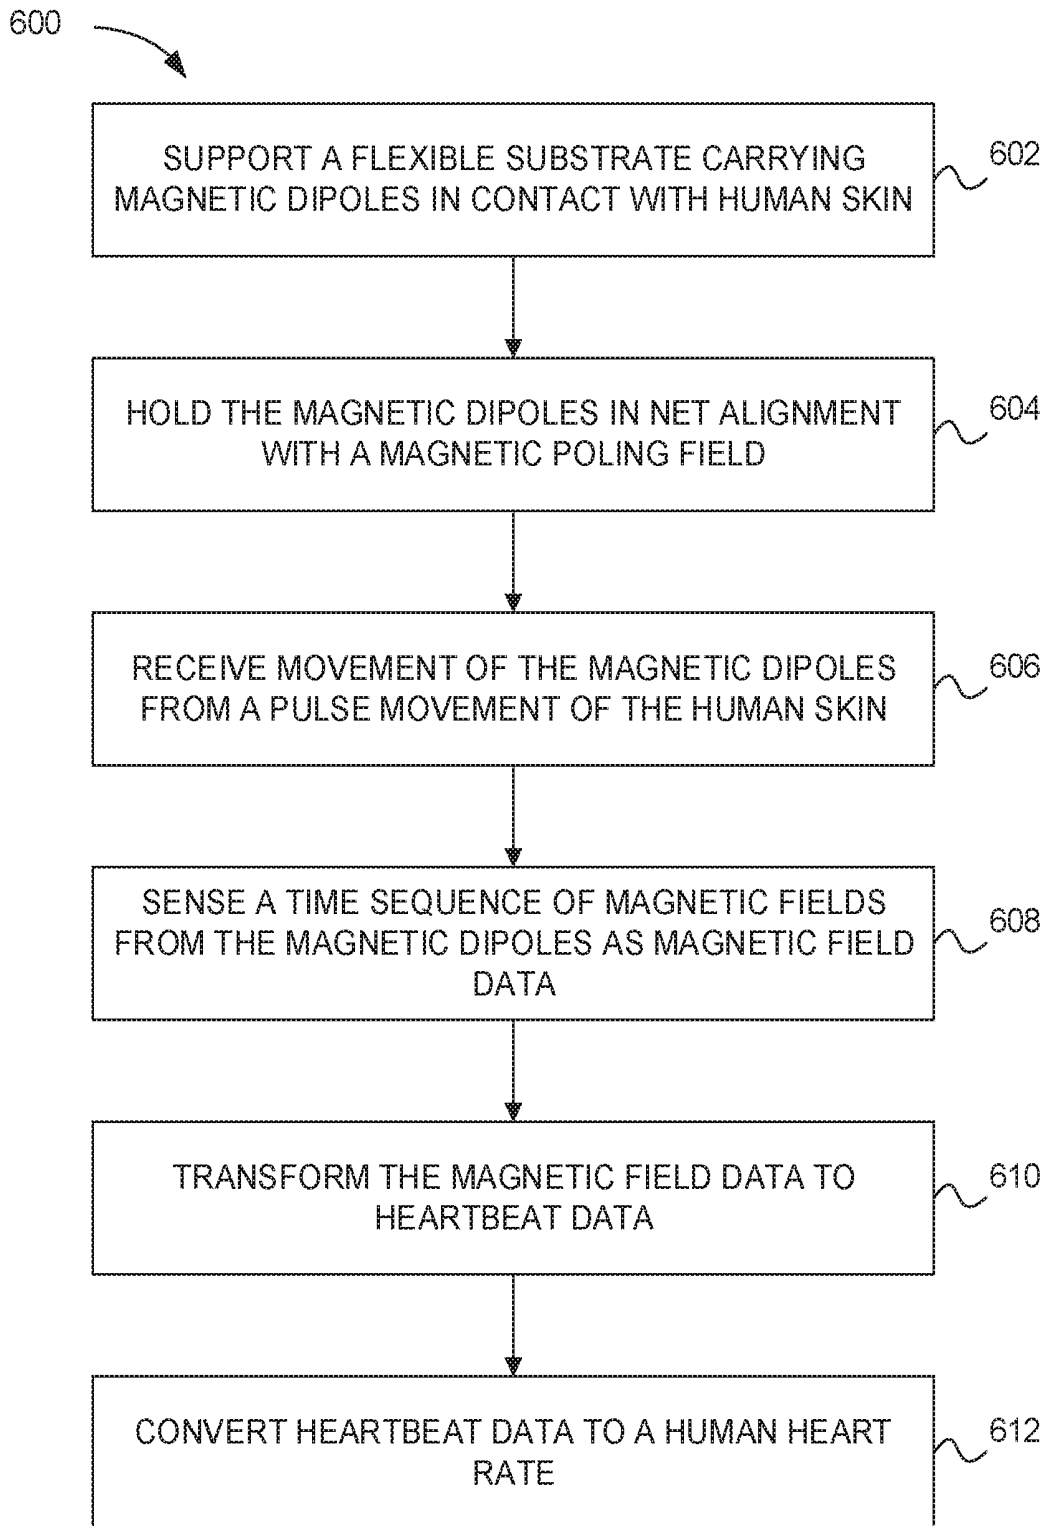 600
SUPPORT A FLEXIBLE SUBSTRATE CARRYING
MAGNETIC DIPOLES IN CONTACT WITH HUMAN SKIN
602
HOLD THE MAGNETIC DIPOLES IN NET ALIGNMENT
WITH A MAGNETIC POLING FIELD
604
RECEIVE MOVEMENT OF THE MAGNETIC DIPOLES
FROM A PULSE MOVEMENT OF THE HUMAN SKIN
606
SENSE A TIME SEQUENCE OF MAGNETIC FIELDS
FROM THE MAGNETIC DIPOLES AS MAGNETIC FIELD
DATA
608
TRANSFORM THE MAGNETIC FIELD DATA TO
HEARTBEAT DATA
610
CONVERT HEARTBEAT DATA TO A HUMAN HEART
RATE
612